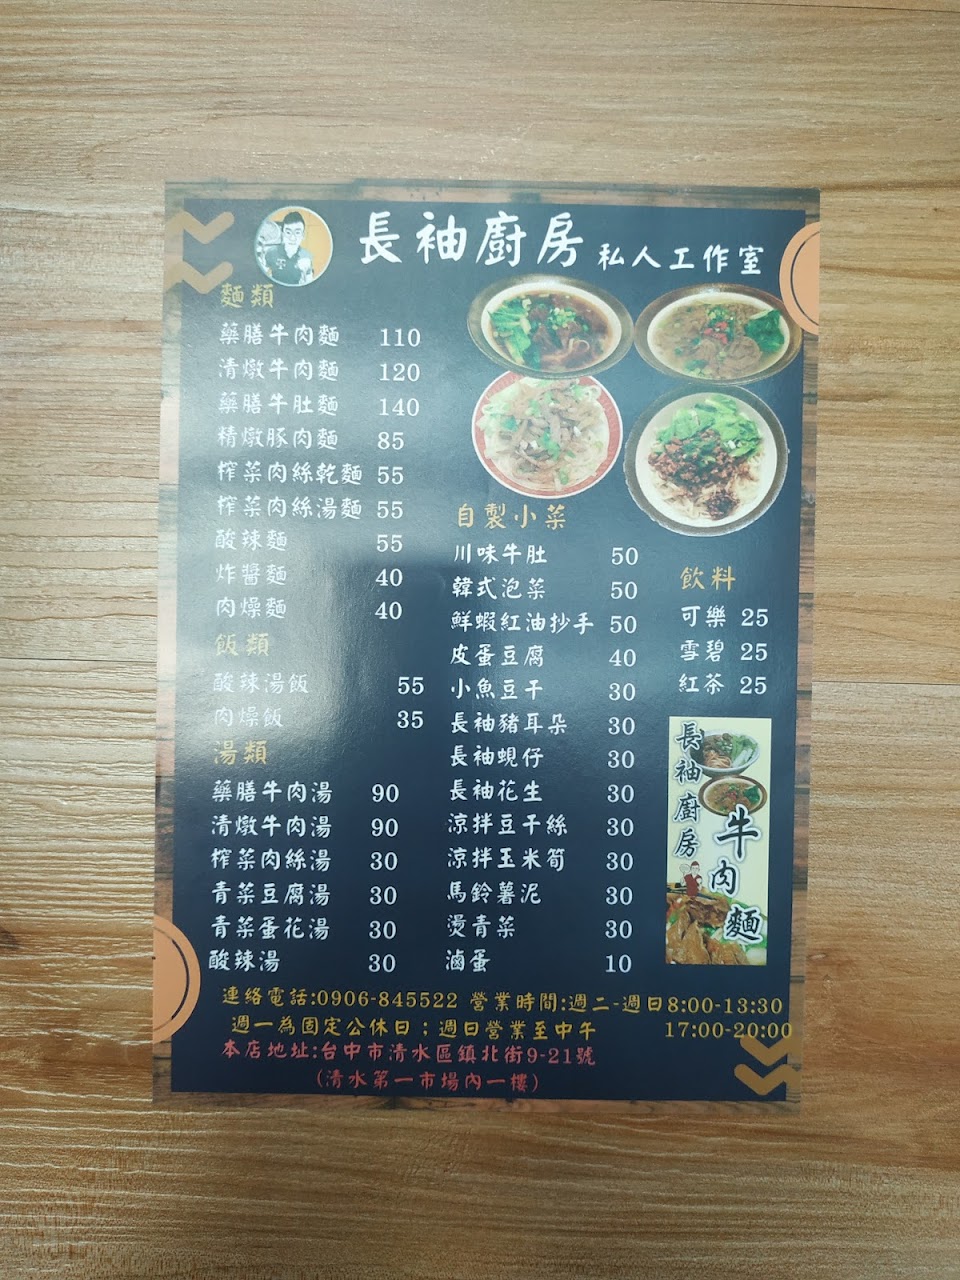 長袖廚房 私人工作室
麵類
藥膳牛肉麵 110
清燉牛肉麵 120
藥膳牛肚麵 140
精燉豚肉麵 85
榨菜肉絲乾麵 55
榨菜肉絲湯麵 55
酸辣麵 55
炸醬麵 40
肉燥麵 40
飯類
酸辣湯飯 55
肉燥飯 35
湯類
藥膳牛肉湯 90
清燉牛肉湯 90
榨菜肉絲湯 30
青菜豆腐湯 30
青菜蛋花湯 30
酸辣湯 30
自製小菜
川味牛肚 50
韓式泡菜 50
鮮蝦紅油抄手 50
皮蛋豆腐 40
小魚豆干 30
長袖豬耳朵 30
長袖蜆仔 30
長袖花生 30
涼拌豆干絲 30
涼拌玉米筍 30
馬鈴薯泥 30
燙青菜 30
滷蛋 10
飲料
可樂 25
雪碧 25
紅茶 25
長袖廚房
牛肉麵
連絡電話:0906-845522 營業時間:週二-週日8:00-13:30
週一為固定公休日；週日營業至中午 17:00-20:00
本店地址:台中市清水區鎮北街9-21號
(清水第一市場內一樓)